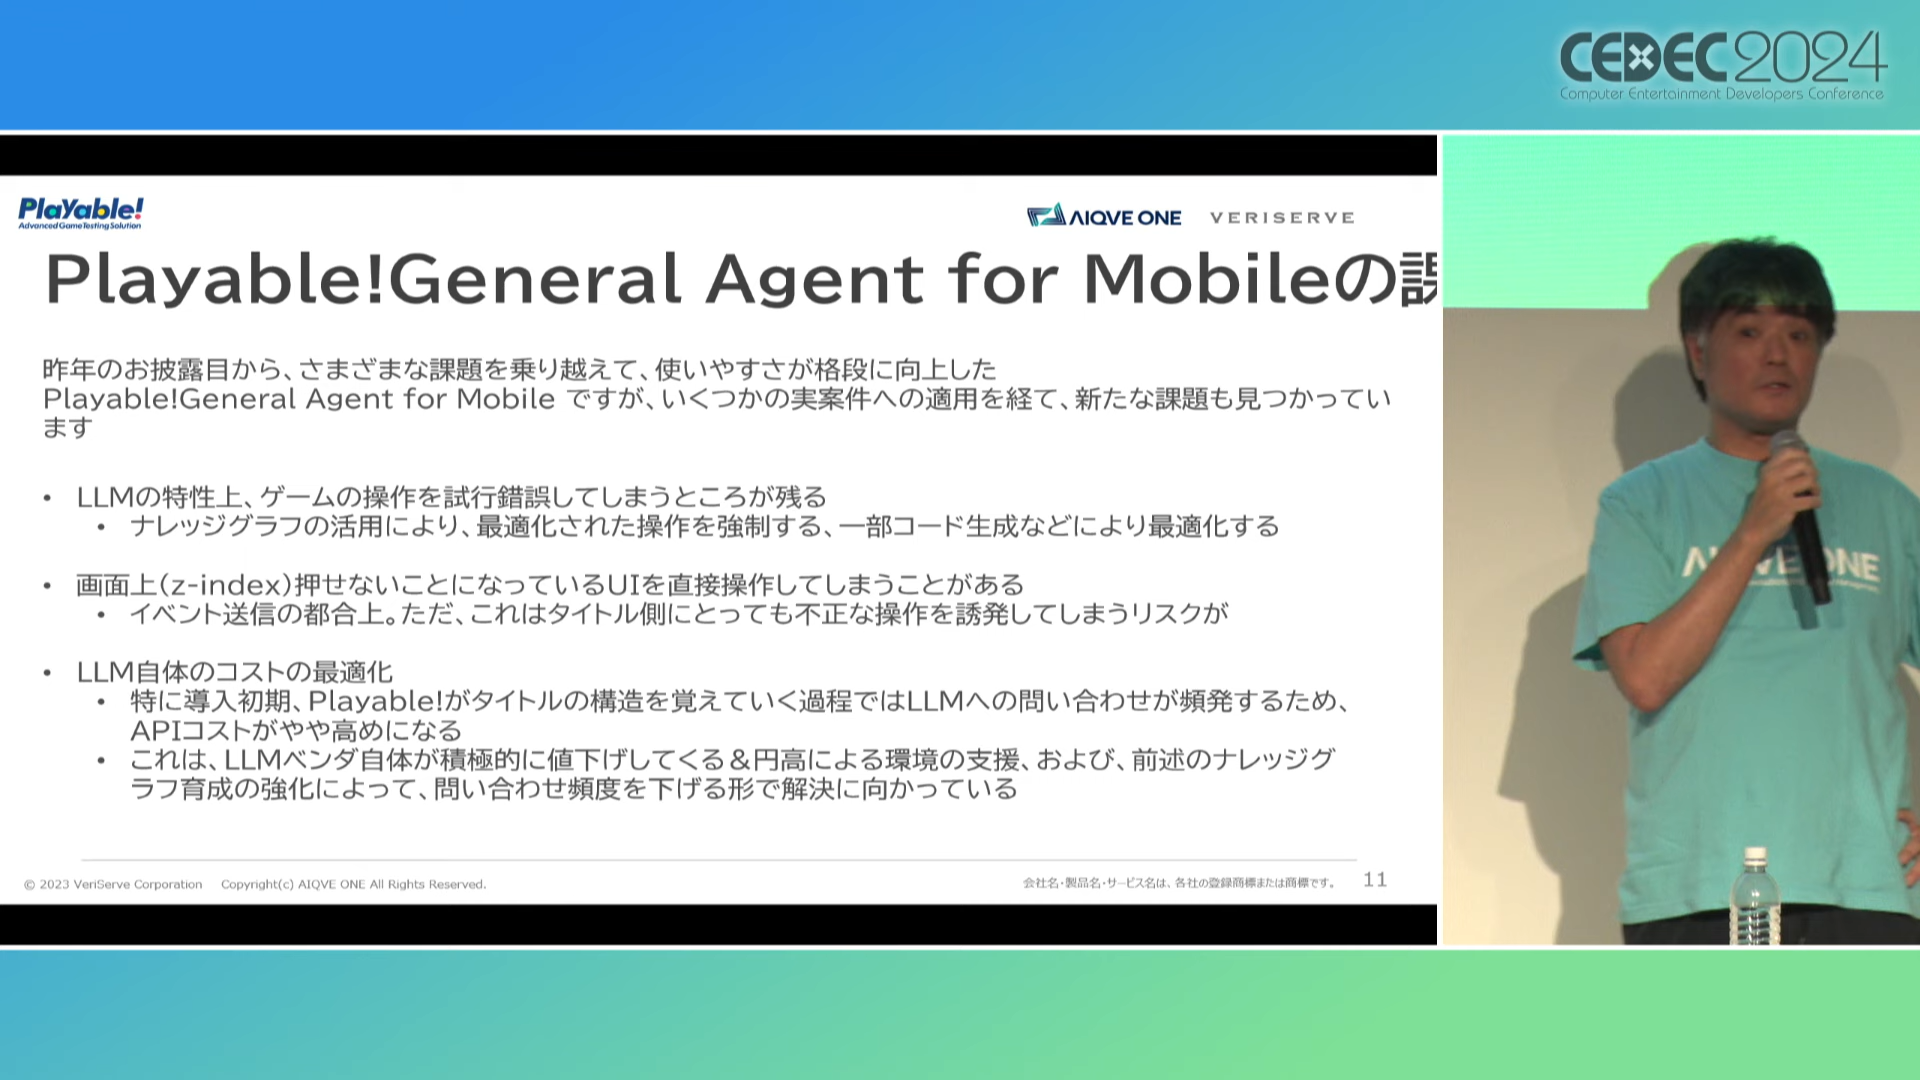 CEDEC2024
Computer Entertainment Developers Conference
Playable!
Advanced Game Testing Solution
AIQVE ONE VERISERVE
Playable!General Agent for Mobileの課
昨年のお披露目から、さまざまな課題を乗り越えて、使いやすさが格段に向上した
Playable!General Agent for Mobile ですが、いくつかの実案件への適用を経て、新たな課題も見つかってい
ます
• LLMの特性上、ゲームの操作を試行錯誤してしまうところが残る
• ナレッジグラフの活用により、最適化された操作を強制する、一部コード生成などにより最適化する
• 画面上（z-index）押せないことになっているUIを直接操作してしまうことがある
• イベント送信の都合上。ただ、これはタイトル側にとっても不正な操作を誘発してしまうリスクが
• LLM自体のコストの最適化
• 特に導入初期、Playable!がタイトルの構造を覚えていく過程ではLLMへの問い合わせが頻発するため、
APIコストがやや高めになる
• これは、LLMベンダ自体が積極的に値下げしてくる＆円高による環境の支援、および、前述のナレッジグ
ラフ育成の強化によって、問い合わせ頻度を下げる形で解決に向かっている
© 2023 VeriServe Corporation Copyright(c) AIQVE ONE All Rights Reserved.
会社名・製品名・サービス名は、各社の登録商標または商標です。 11